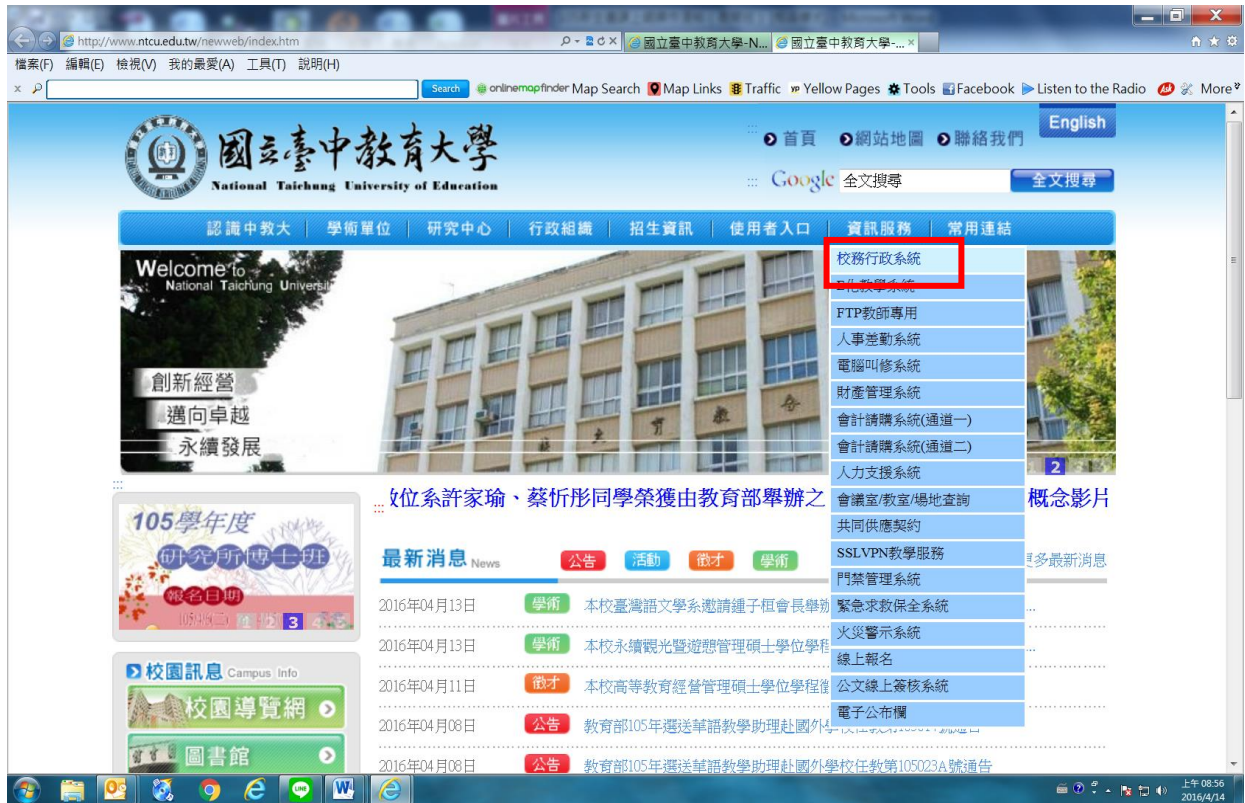 http://www.ntcu.edu.tw/newweb/index.htm
國立臺中教育大學-N...
國立臺中教育大學-...
檔案(F) 編輯(E) 檢視(V) 我的最愛(A) 工具(T) 說明(H)
Search onlinemapfinder Map Search Map Links Traffic Yellow Pages Tools Facebook Listen to the Radio More
English
國立臺中教育大學
National Taichung University of Education
首頁 網站地圖 聯絡我們
Google 全文搜尋 全文搜尋
認識中教大 學術單位 研究中心 行政組織 招生資訊 使用者入口 資訊服務 常用連結
Welcome to
National Taichung Universit
創新經營
邁向卓越
永續發展
校務行政系統
E化教學系統
FTP教師專用
人事差勤系統
電腦叫修系統
財產管理系統
會計請購系統(通道一)
會計請購系統(通道二)
人力支援系統
會議室/教室/場地查詢
共同供應契約
SSLVPN教學服務
門禁管理系統
緊急求救保全系統
火災警示系統
線上報名
公文線上簽核系統
電子公布欄
2
位系許家瑜、蔡忻彤同學榮獲由教育部舉辦之
概念影片
105學年度
研究所博士班
報名日期
1 2 3 4 5
最新消息 News 公告 活動 徵才 學術
更多最新消息
2016年04月13日 學術 本校臺灣語文學系邀請鍾子桓會長舉辦
2016年04月13日 學術 本校永續觀光暨遊憩管理碩士學位學程
2016年04月11日 徵才 本校高等教育經營管理碩士學位學程徵
2016年04月08日 公告 教育部105年選送華語教學助理赴國外學校任教第105
2016年04月08日 公告 教育部105年選送華語教學助理赴國外學校任教第105023A號通告
校園訊息 Campus Info
校園導覽網
圖書館
上午 08:56
2016/4/14